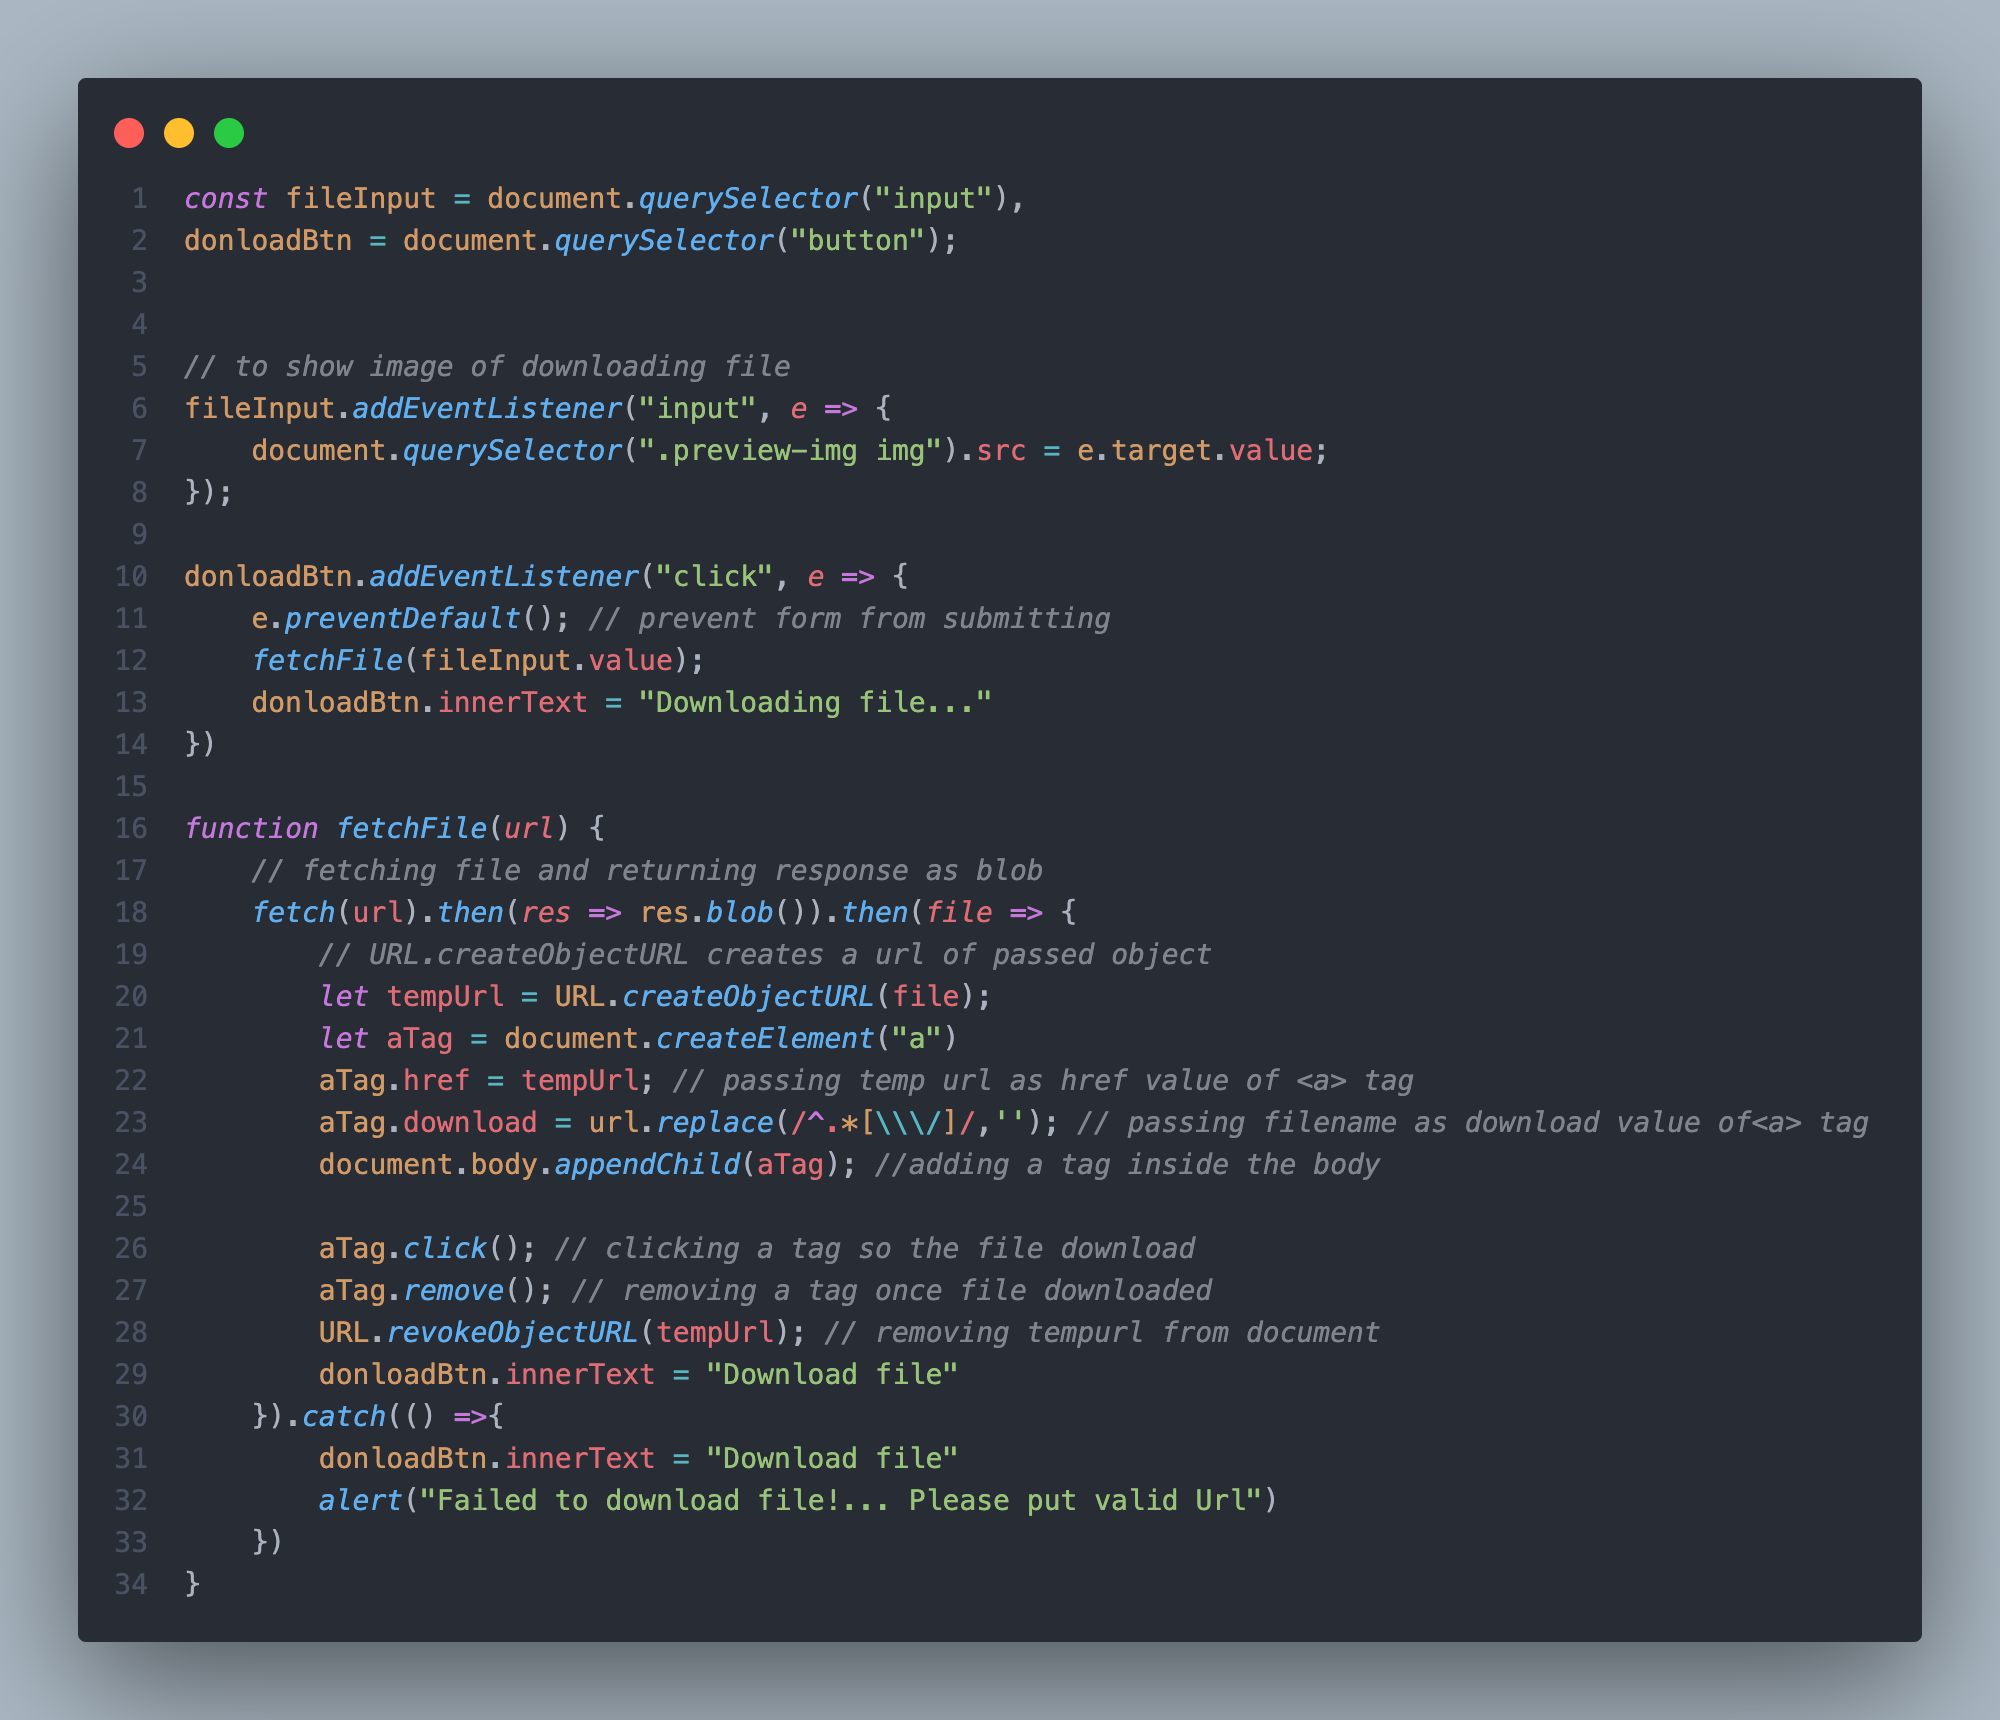 1 const fileInput = document.querySelector("input"),
2 donloadBtn = document.querySelector("button");
3
4
5 // to show image of downloading file
6 fileInput.addEventListener("input", e => {
7     document.querySelector(".preview-img img").src = e.target.value;
8 });
9
10 donloadBtn.addEventListener("click", e => {
11     e.preventDefault(); // prevent form from submitting
12     fetchFile(fileInput.value);
13     donloadBtn.innerText = "Downloading file..."
14 })
15
16 function fetchFile(url) {
17     // fetching file and returning response as blob
18     fetch(url).then(res => res.blob()).then(file => {
19         // URL.createObjectURL creates a url of passed object
20         let tempUrl = URL.createObjectURL(file);
21         let aTag = document.createElement("a")
22         aTag.href = tempUrl; // passing temp url as href value of <a> tag
23         aTag.download = url.replace(/^.*[\\\/]/,''); // passing filename as download value of<a> tag
24         document.body.appendChild(aTag); //adding a tag inside the body
25
26         aTag.click(); // clicking a tag so the file download
27         aTag.remove(); // removing a tag once file downloaded
28         URL.revokeObjectURL(tempUrl); // removing tempurl from document
29         donloadBtn.innerText = "Download file"
30     }).catch(() =>{
31         donloadBtn.innerText = "Download file"
32         alert("Failed to download file!... Please put valid Url")
33     })
34 }